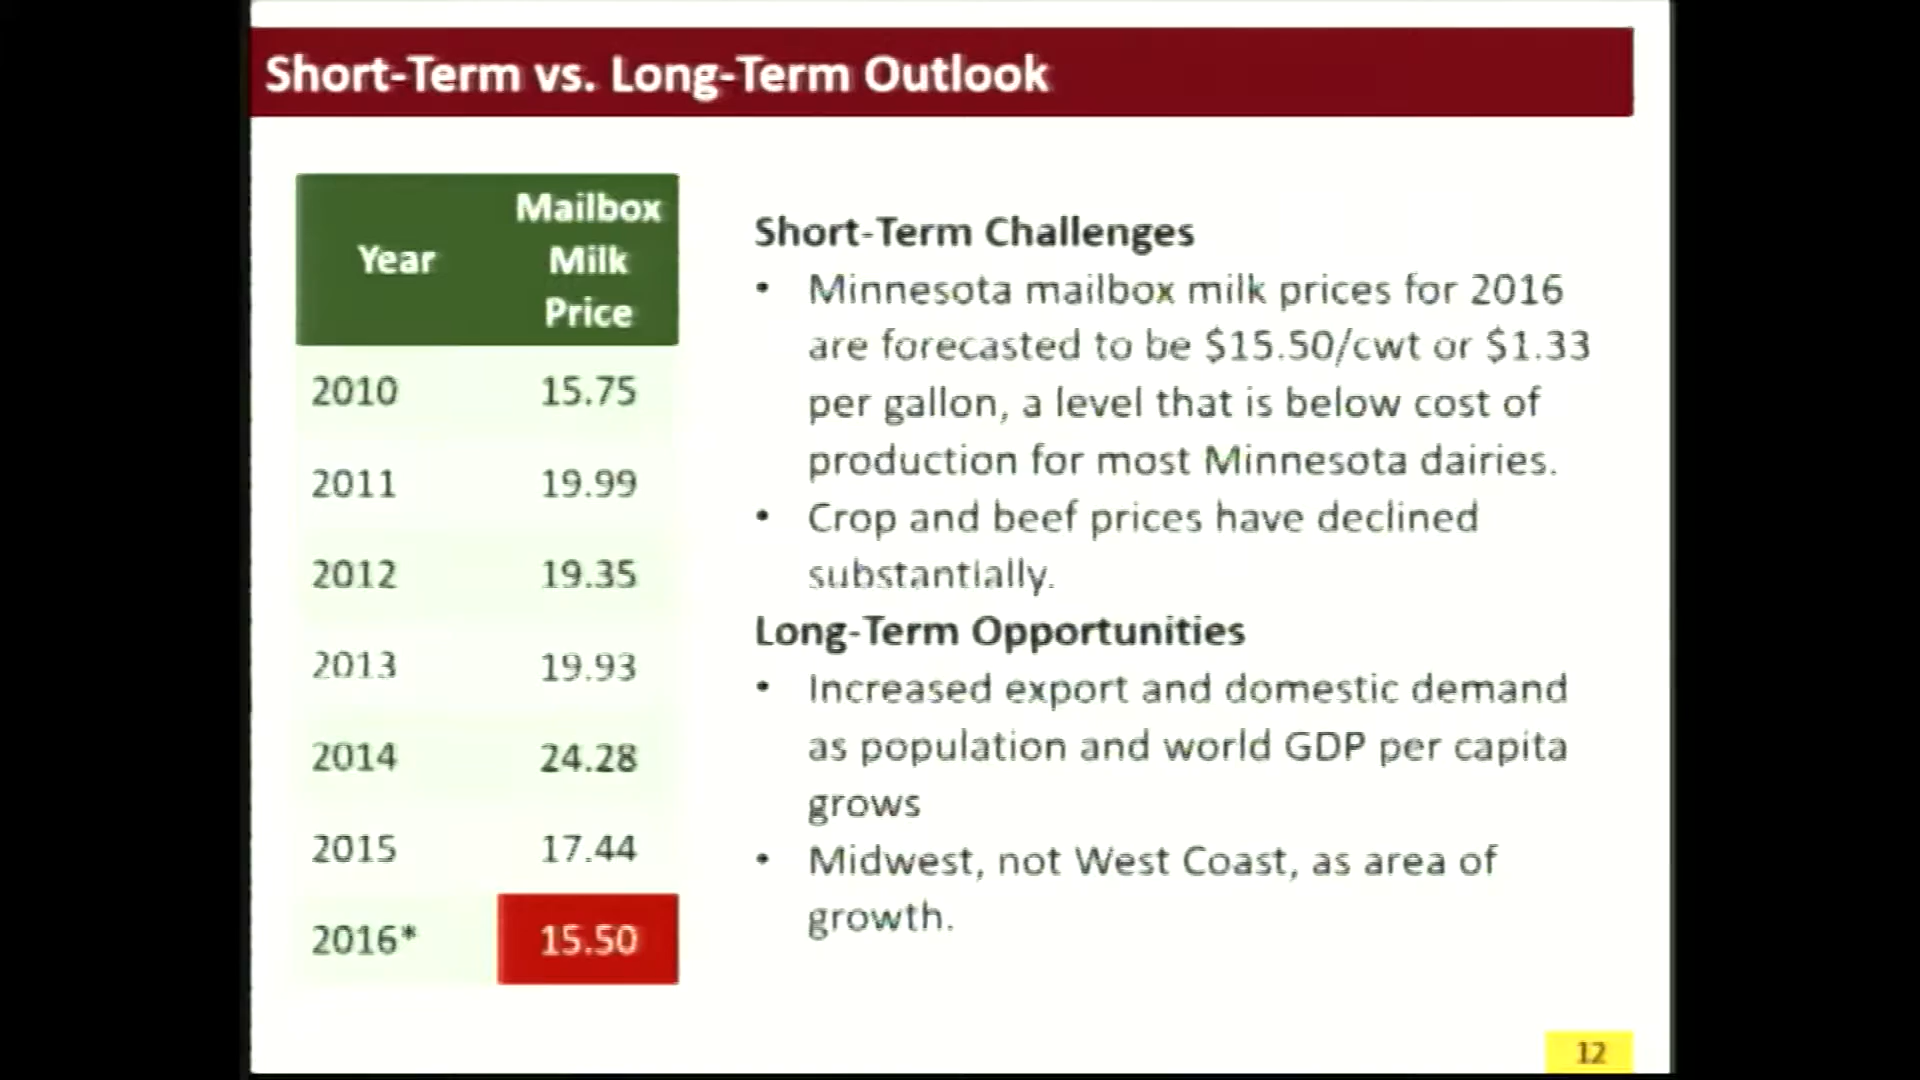 Short-Term vs. Long-Term Outlook
Year
Mailbox
Milk
Price
2010 15.75
2011 19.99
2012 19.35
2013 19.93
2014 24.28
2015 17.44
2016* 15.50
Short-Term Challenges
• Minnesota mailbox milk prices for 2016
are forecasted to be $15.50/cwt or $1.33
per gallon, a level that is below cost of
production for most Minnesota dairies.
• Crop and beef prices have declined
substantially.
Long-Term Opportunities
• Increased export and domestic demand
as population and world GDP per capita
grows
• Midwest, not West Coast, as area of
growth.
12